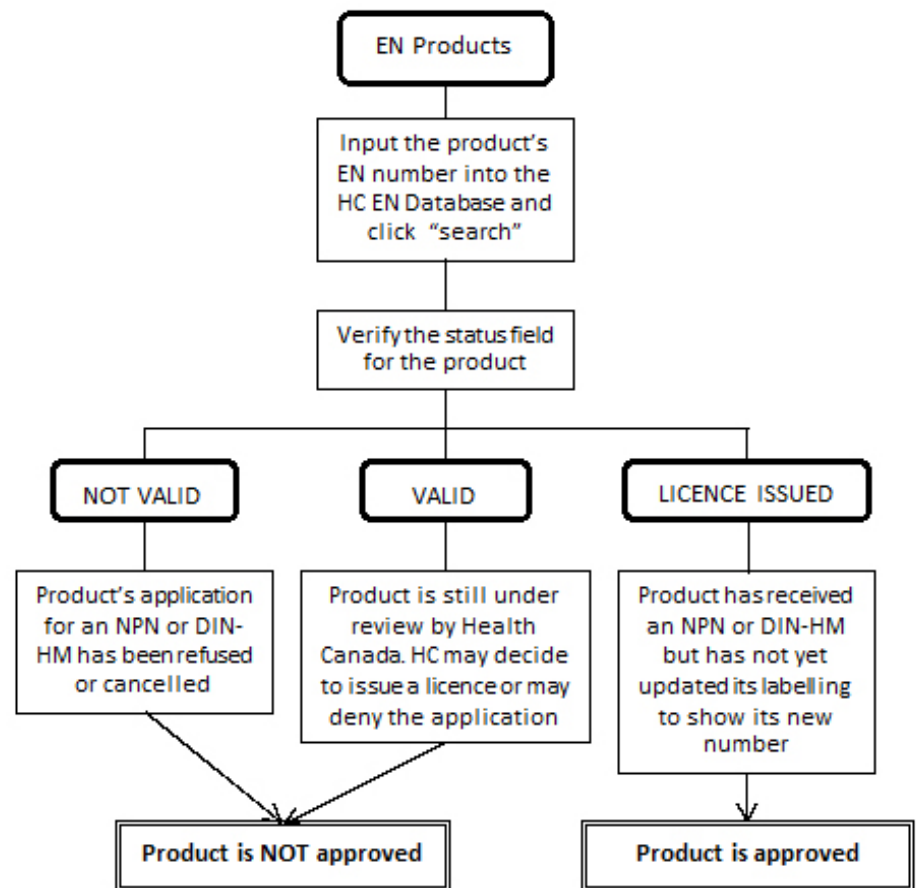 EN Products
Input the product's
EN number into the
HC EN Database and
click “search”
Verify the status field
for the product
NOT VALID
VALID
LICENCE ISSUED
Product's application
for an NPN or DIN-
HM has been refused
or cancelled
Product is still under
review by Health
Canada. HC may decide
to issue a licence or may
deny the application
Product has received
an NPN or DIN-HM
but has not yet
updated its labelling
to show its new
number
Product is NOT approved
Product is approved